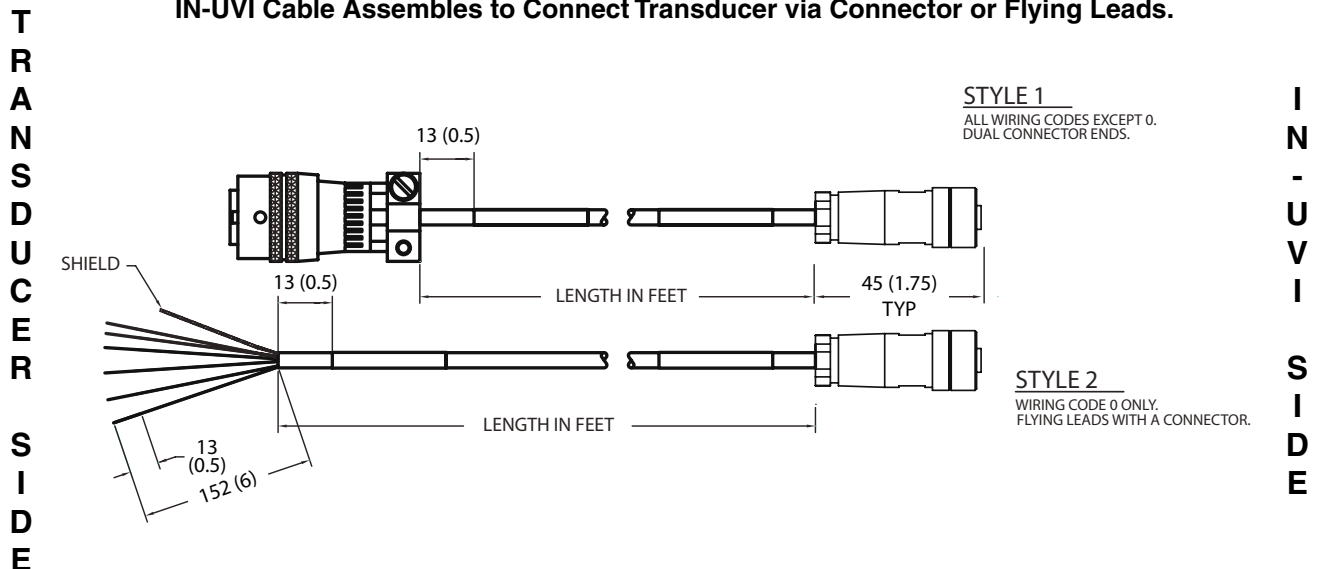 IN-UVI Cable Assembles to Connect Transducer via Connector or Flying Leads.
TRANSDUCER SIDE
STYLE 1
ALL WIRING CODES EXCEPT 0.
DUAL CONNECTOR ENDS.
13 (0.5)
SHIELD
13 (0.5)
LENGTH IN FEET
45 (1.75)
TYP
STYLE 2
WIRING CODE 0 ONLY.
FLYING LEADS WITH A CONNECTOR.
LENGTH IN FEET
13
(0.5)
152 (6)
IN-UVI SIDE